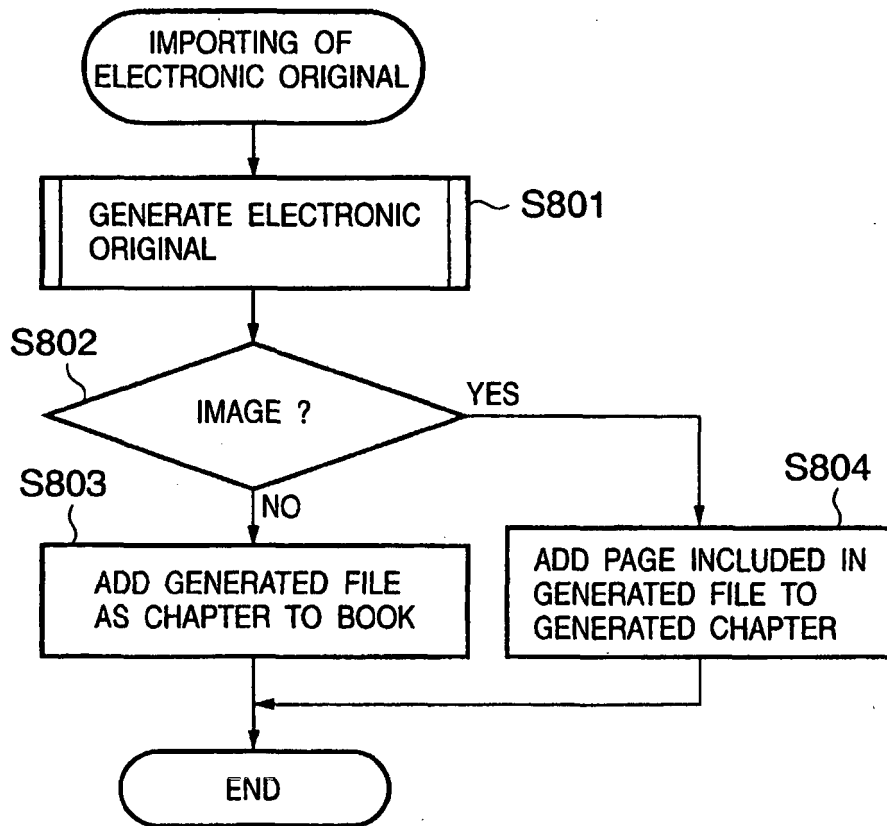 IMPORTING OF
ELECTRONIC ORIGINAL
GENERATE ELECTRONIC
ORIGINAL
S801
S802
IMAGE ?
YES
NO
S803
ADD GENERATED FILE
AS CHAPTER TO BOOK
S804
ADD PAGE INCLUDED IN
GENERATED FILE TO
GENERATED CHAPTER
END